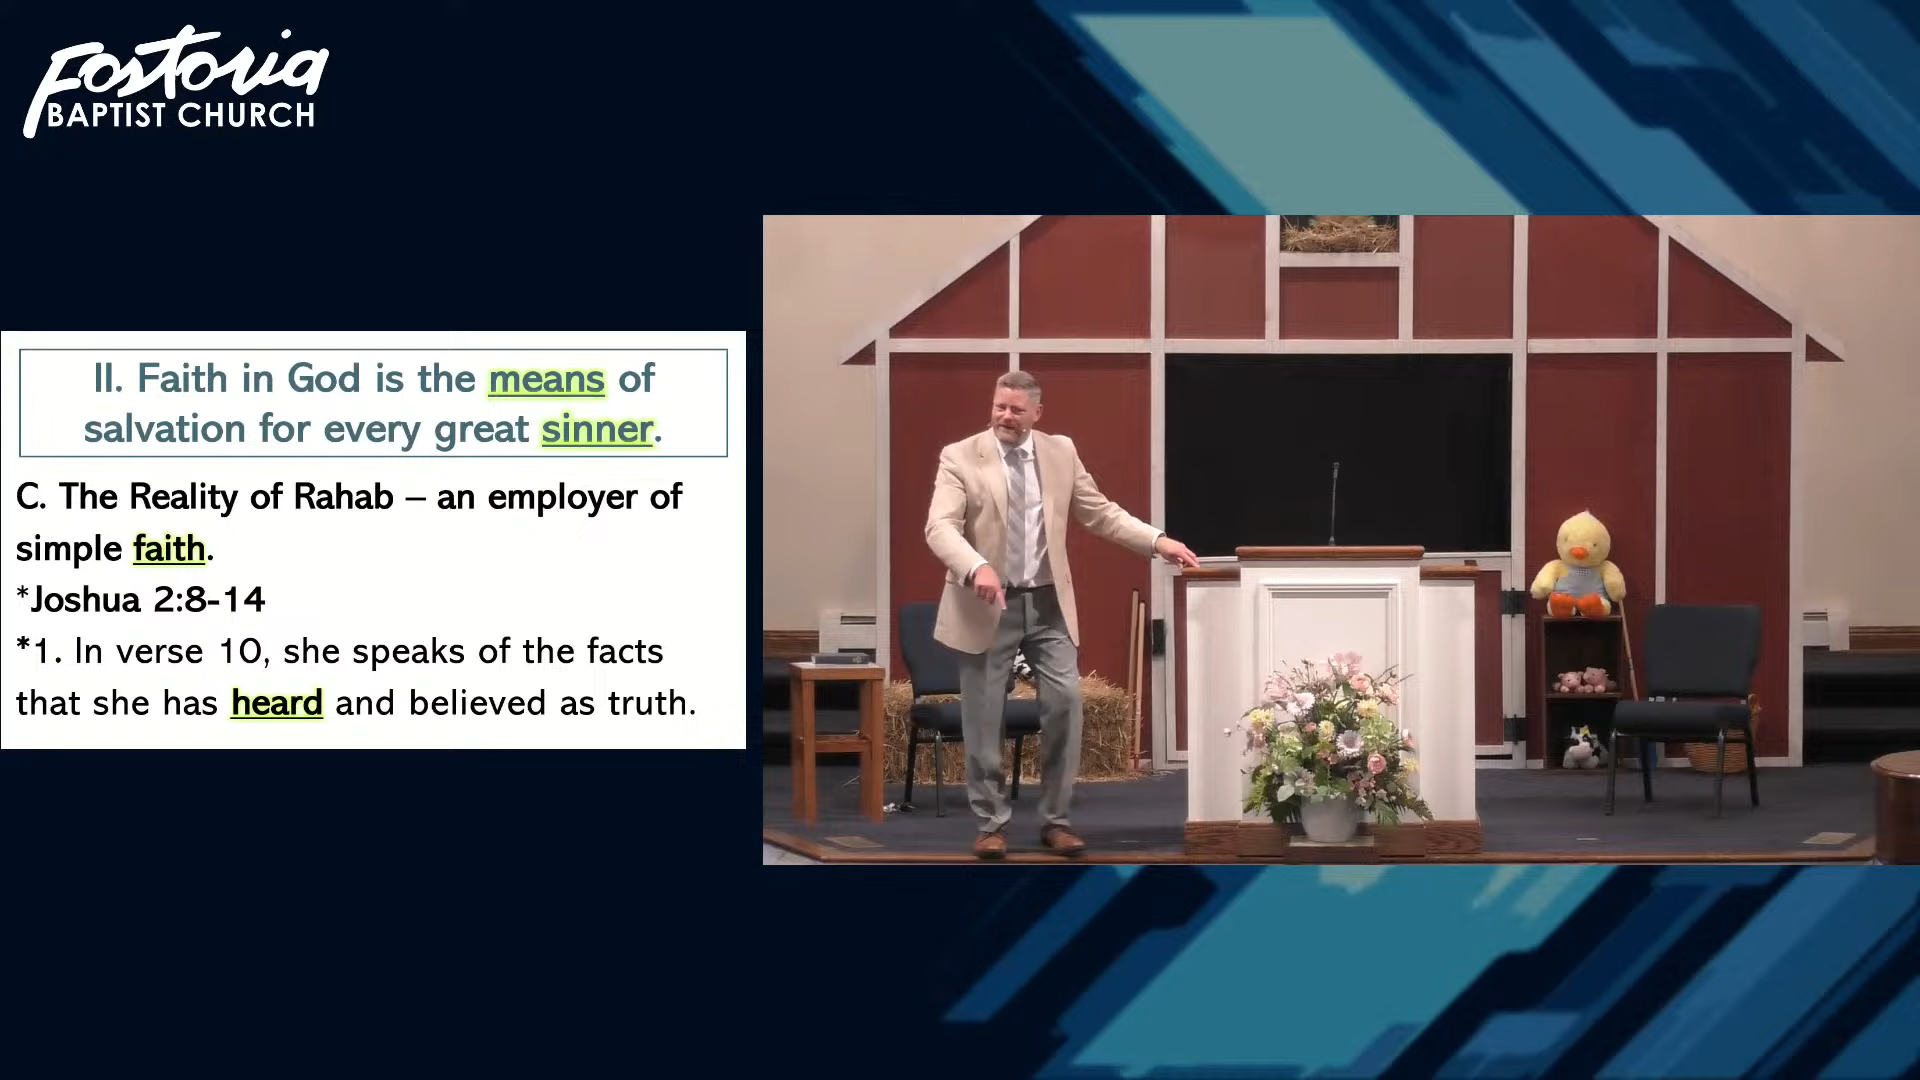 Fostoria
BAPTIST CHURCH
II. Faith in God is the means of
salvation for every great sinner.
C. The Reality of Rahab – an employer of
simple faith.
*Joshua 2:8-14
*1. In verse 10, she speaks of the facts
that she has heard and believed as truth.